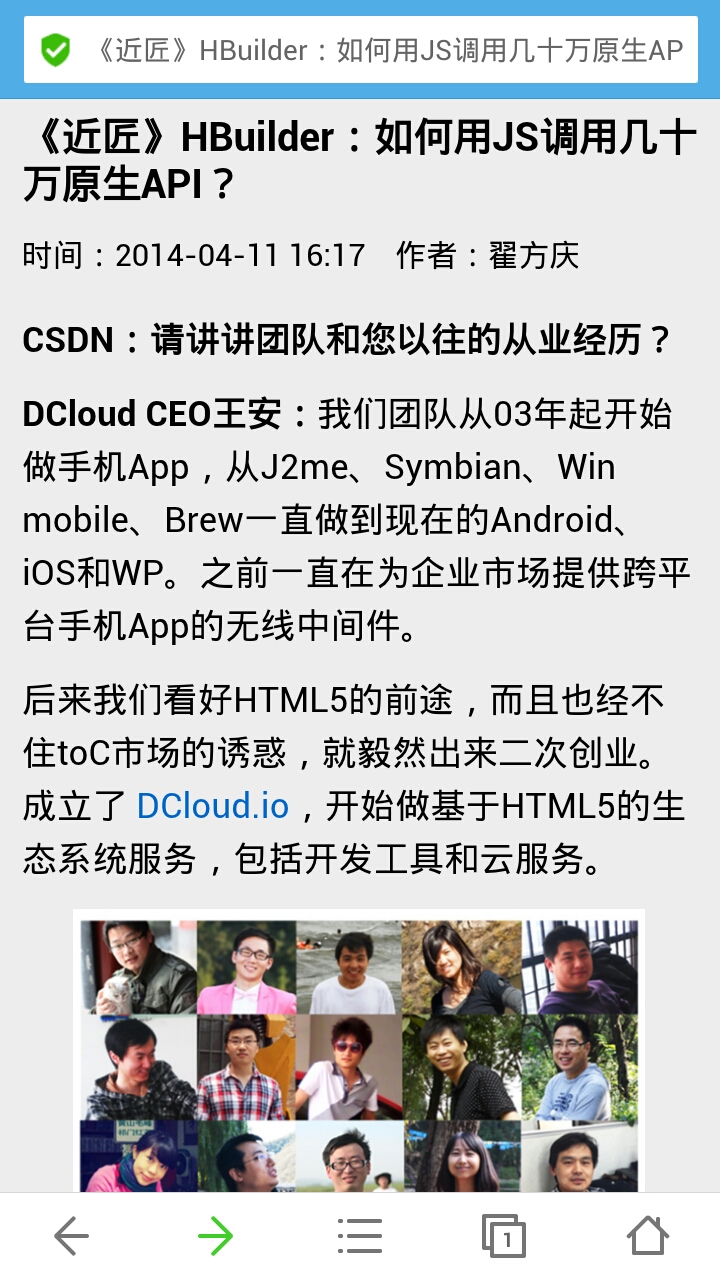 《近匠》HBuilder：如何用JS调用几十万原生AP
《近匠》HBuilder：如何用JS调用几十
万原生API？
时间：2014-04-11 16:17 作者：翟方庆
CSDN：请讲讲团队和您以往的从业经历？
DCloud CEO王安：我们团队从03年起开始
做手机App，从J2me、Symbian、Win
mobile、Brew一直做到现在的Android、
iOS和WP。之前一直在为企业市场提供跨平
台手机App的无线中间件。
后来我们看好HTML5的前途，而且也经不
住toC市场的诱惑，就毅然出来二次创业。
成立了 DCloud.io，开始做基于HTML5的生
态系统服务，包括开发工具和云服务。
1